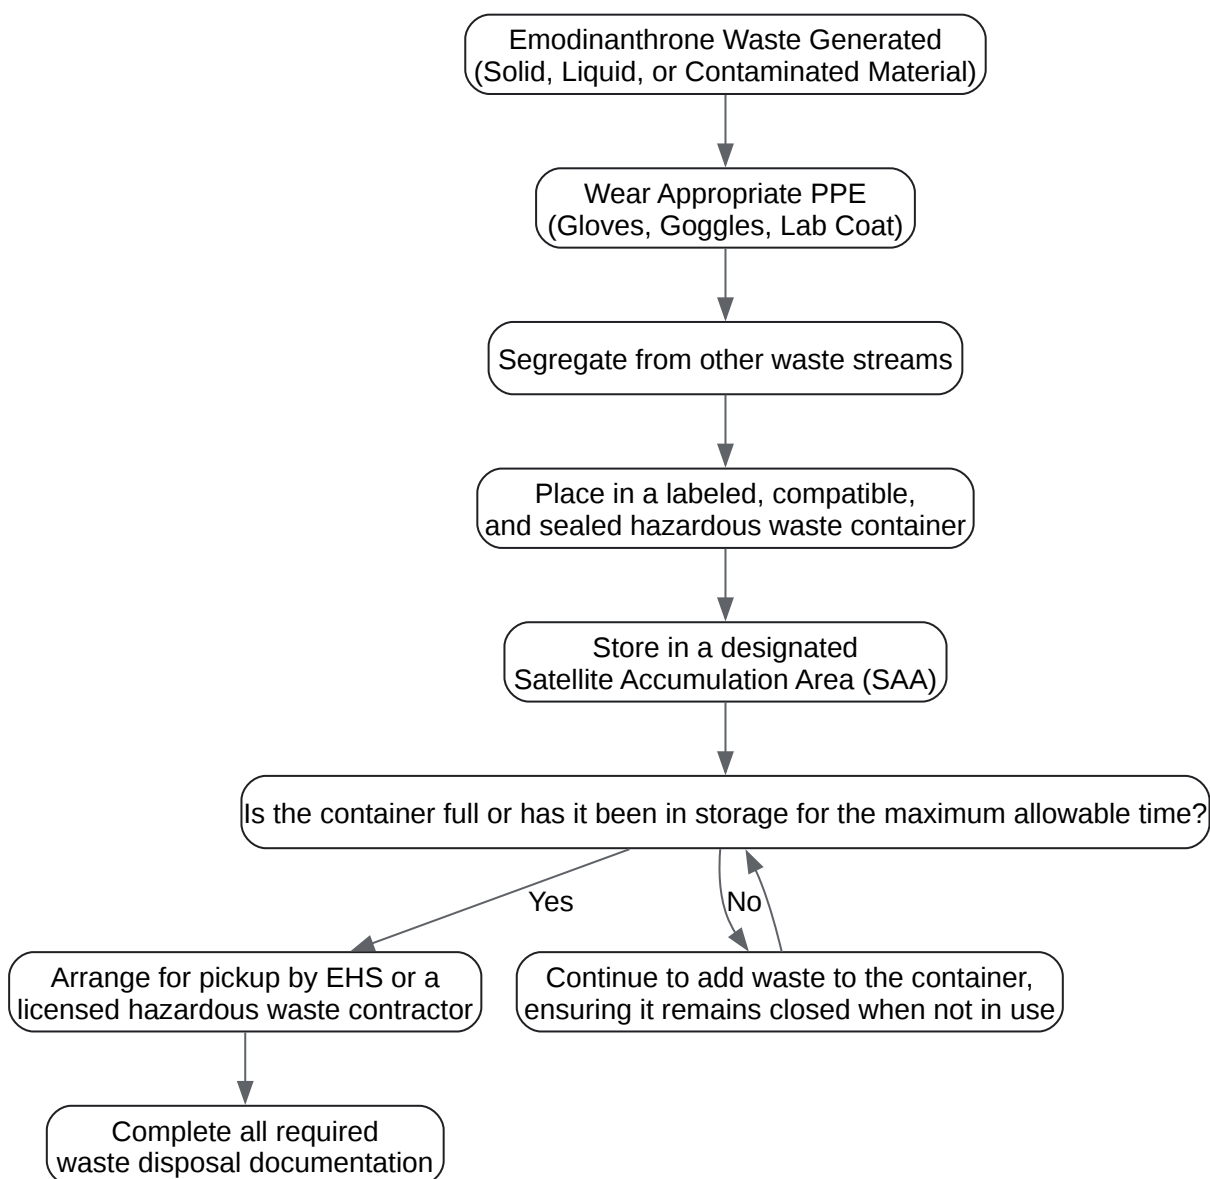 Emodinanthrone Waste Generated
(Solid, Liquid, or Contaminated Material)
Wear Appropriate PPE
(Gloves, Goggles, Lab Coat)
Segregate from other waste streams
Place in a labeled, compatible,
and sealed hazardous waste container
Store in a designated
Satellite Accumulation Area (SAA)
Is the container full or has it been in storage for the maximum allowable time?
Yes
No
Arrange for pickup by EHS or a
licensed hazardous waste contractor
Continue to add waste to the container,
ensuring it remains closed when not in use
Complete all required
waste disposal documentation